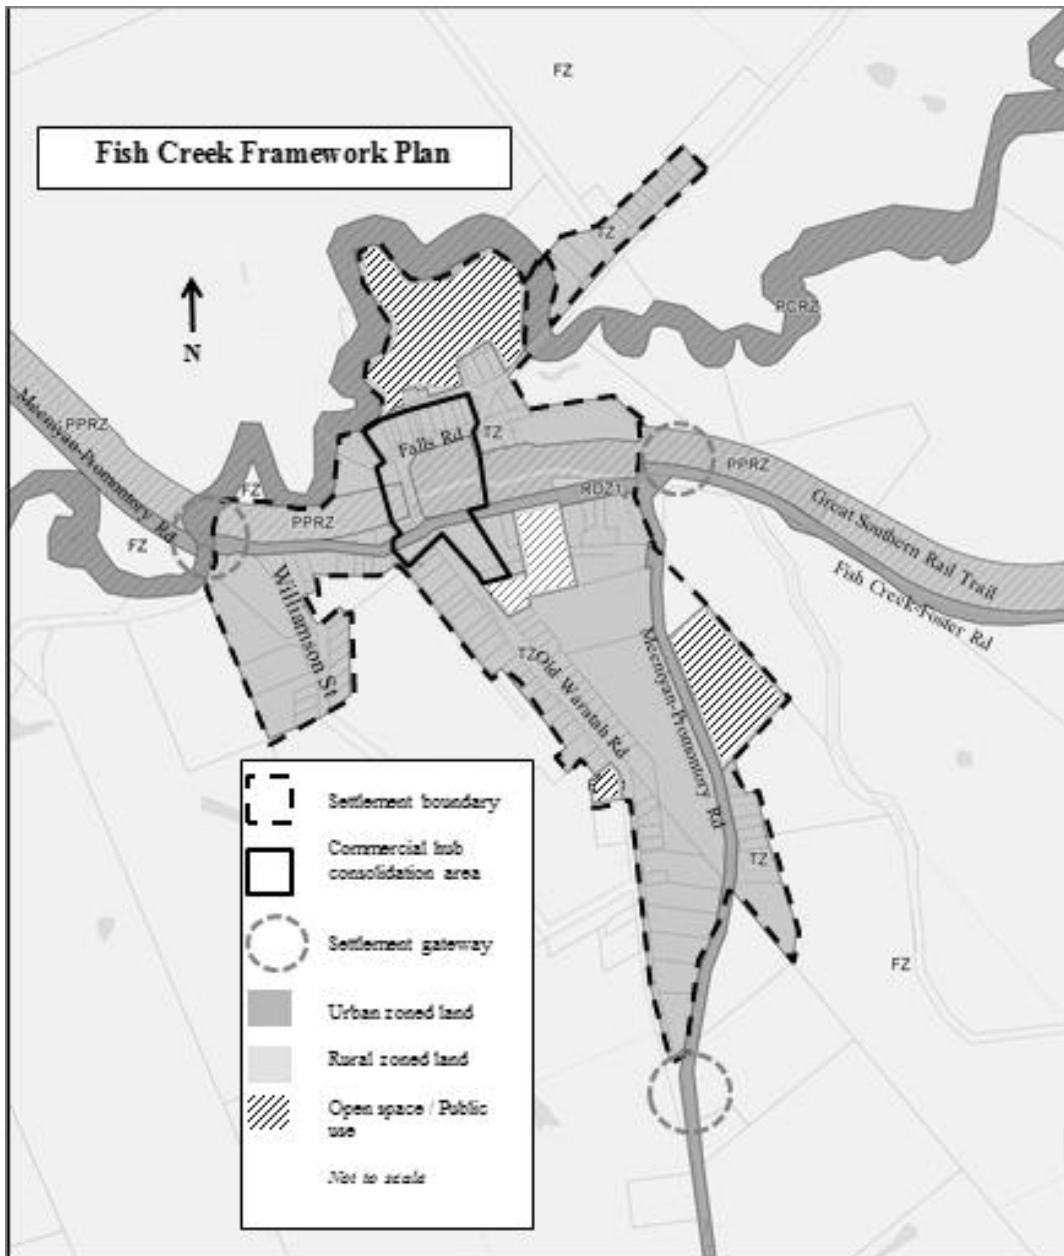 FZ
Fish Creek Framework Plan
TZ
N
PCRZ
Meeniyan-Promontory Rd
PPRZ
Falls Rd
TZ
PPRZ
RDZ1
FZ
PPRZ
FZ
Great Southern Rail Trail
Fish Creek-Foster Rd
Williamson St
TZ
Old Waratah Rd
Meeniyan-Promontory Rd
TZ
FZ
Settlement boundary
Commercial hub
consolidation area
Settlement gateway
Urban zoned land
Rural zoned land
Open space / Public
use
Not to scale